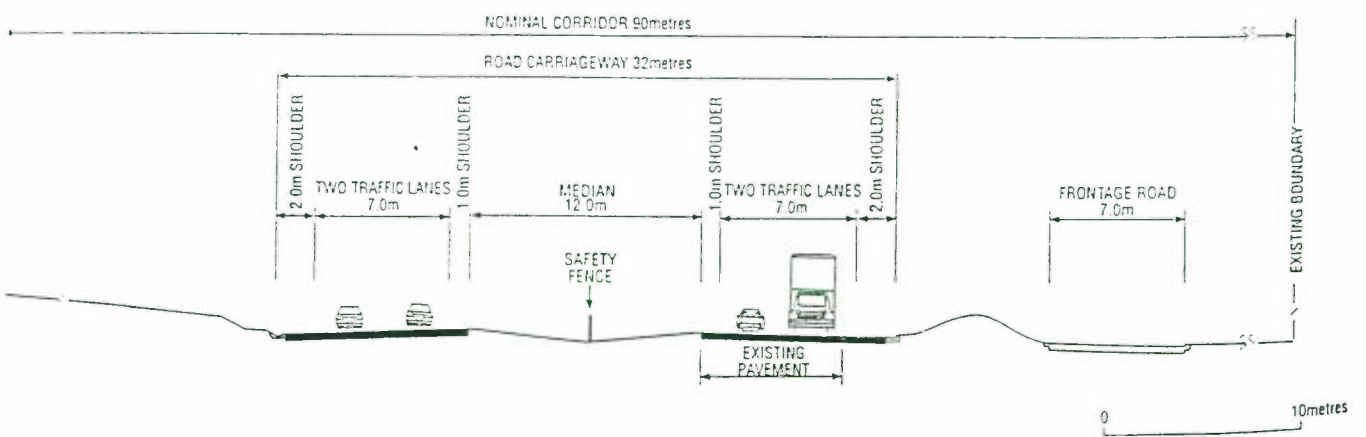 NOMINAL CORRIDOR 90metres
ROAD CARRIAGEWAY 32metres
2.0m SHOULDER
TWO TRAFFIC LANES
7.0m
1.0m SHOULDER
MEDIAN
12.0m
1.0m SHOULDER
TWO TRAFFIC LANES
7.0m
2.0m SHOULDER
FRONTAGE ROAD
7.0m
EXISTING BOUNDARY
SAFETY
FENCE
EXISTING
PAVEMENT
0
10metres